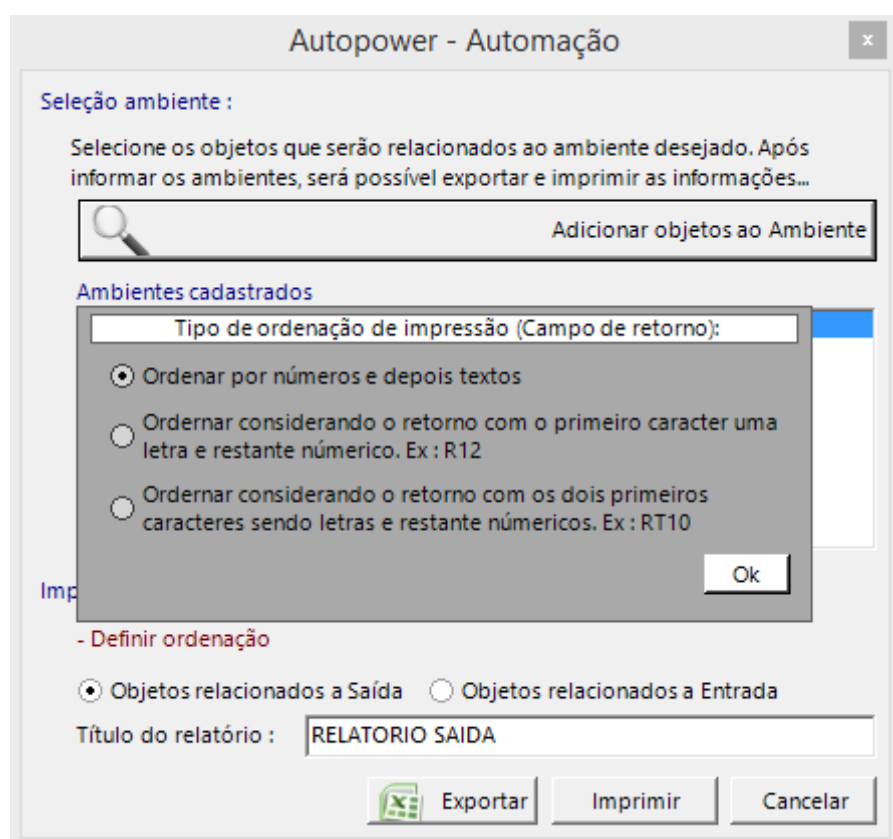 Autopower - Automação
x
Seleção ambiente :
Selecione os objetos que serão relacionados ao ambiente desejado. Após
informar os ambientes, será possível exportar e imprimir as informações...
Adicionar objetos ao Ambiente
Ambientes cadastrados
Tipo de ordenação de impressão (Campo de retorno):
Ordenar por números e depois textos
Ordernar considerando o retorno com o primeiro caracter uma
letra e restante númerico. Ex : R12
Ordernar considerando o retorno com os dois primeiros
caracteres sendo letras e restante númericos. Ex : RT10
Ok
Imp
- Definir ordenação
Objetos relacionados a Saída Objetos relacionados a Entrada
Título do relatório : RELATORIO SAIDA
Exportar Imprimir Cancelar